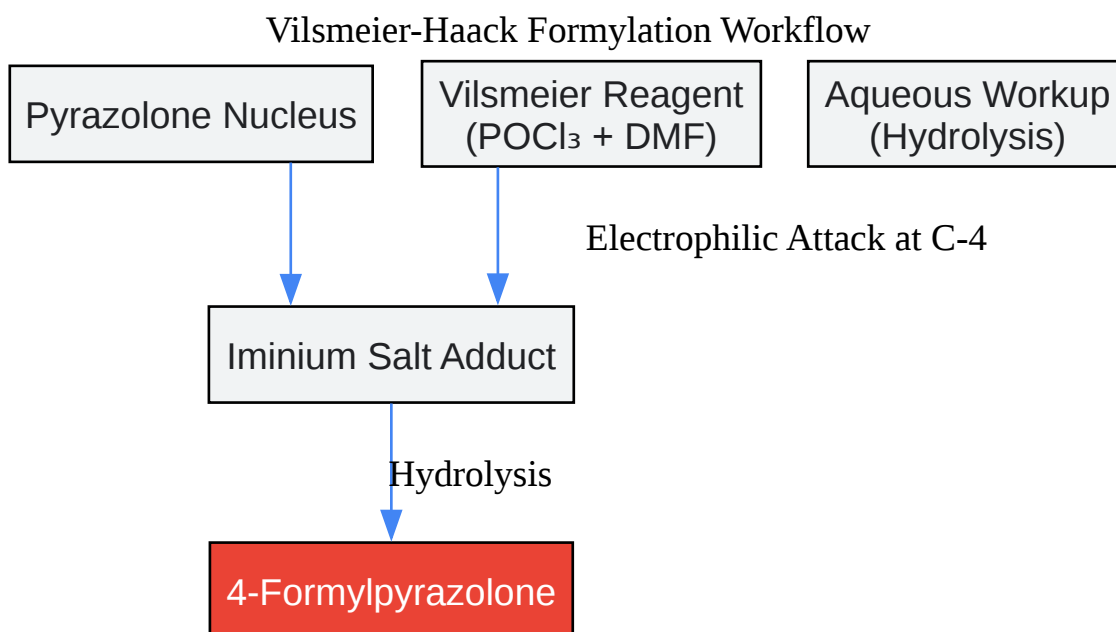 Vilsmeier-Haack Formylation Workflow
Pyrazolone Nucleus
Vilsmeier Reagent
(POCl₃ + DMF)
Aqueous Workup
(Hydrolysis)
Electrophilic Attack at C-4
Iminium Salt Adduct
Hydrolysis
4-Formylpyrazolone